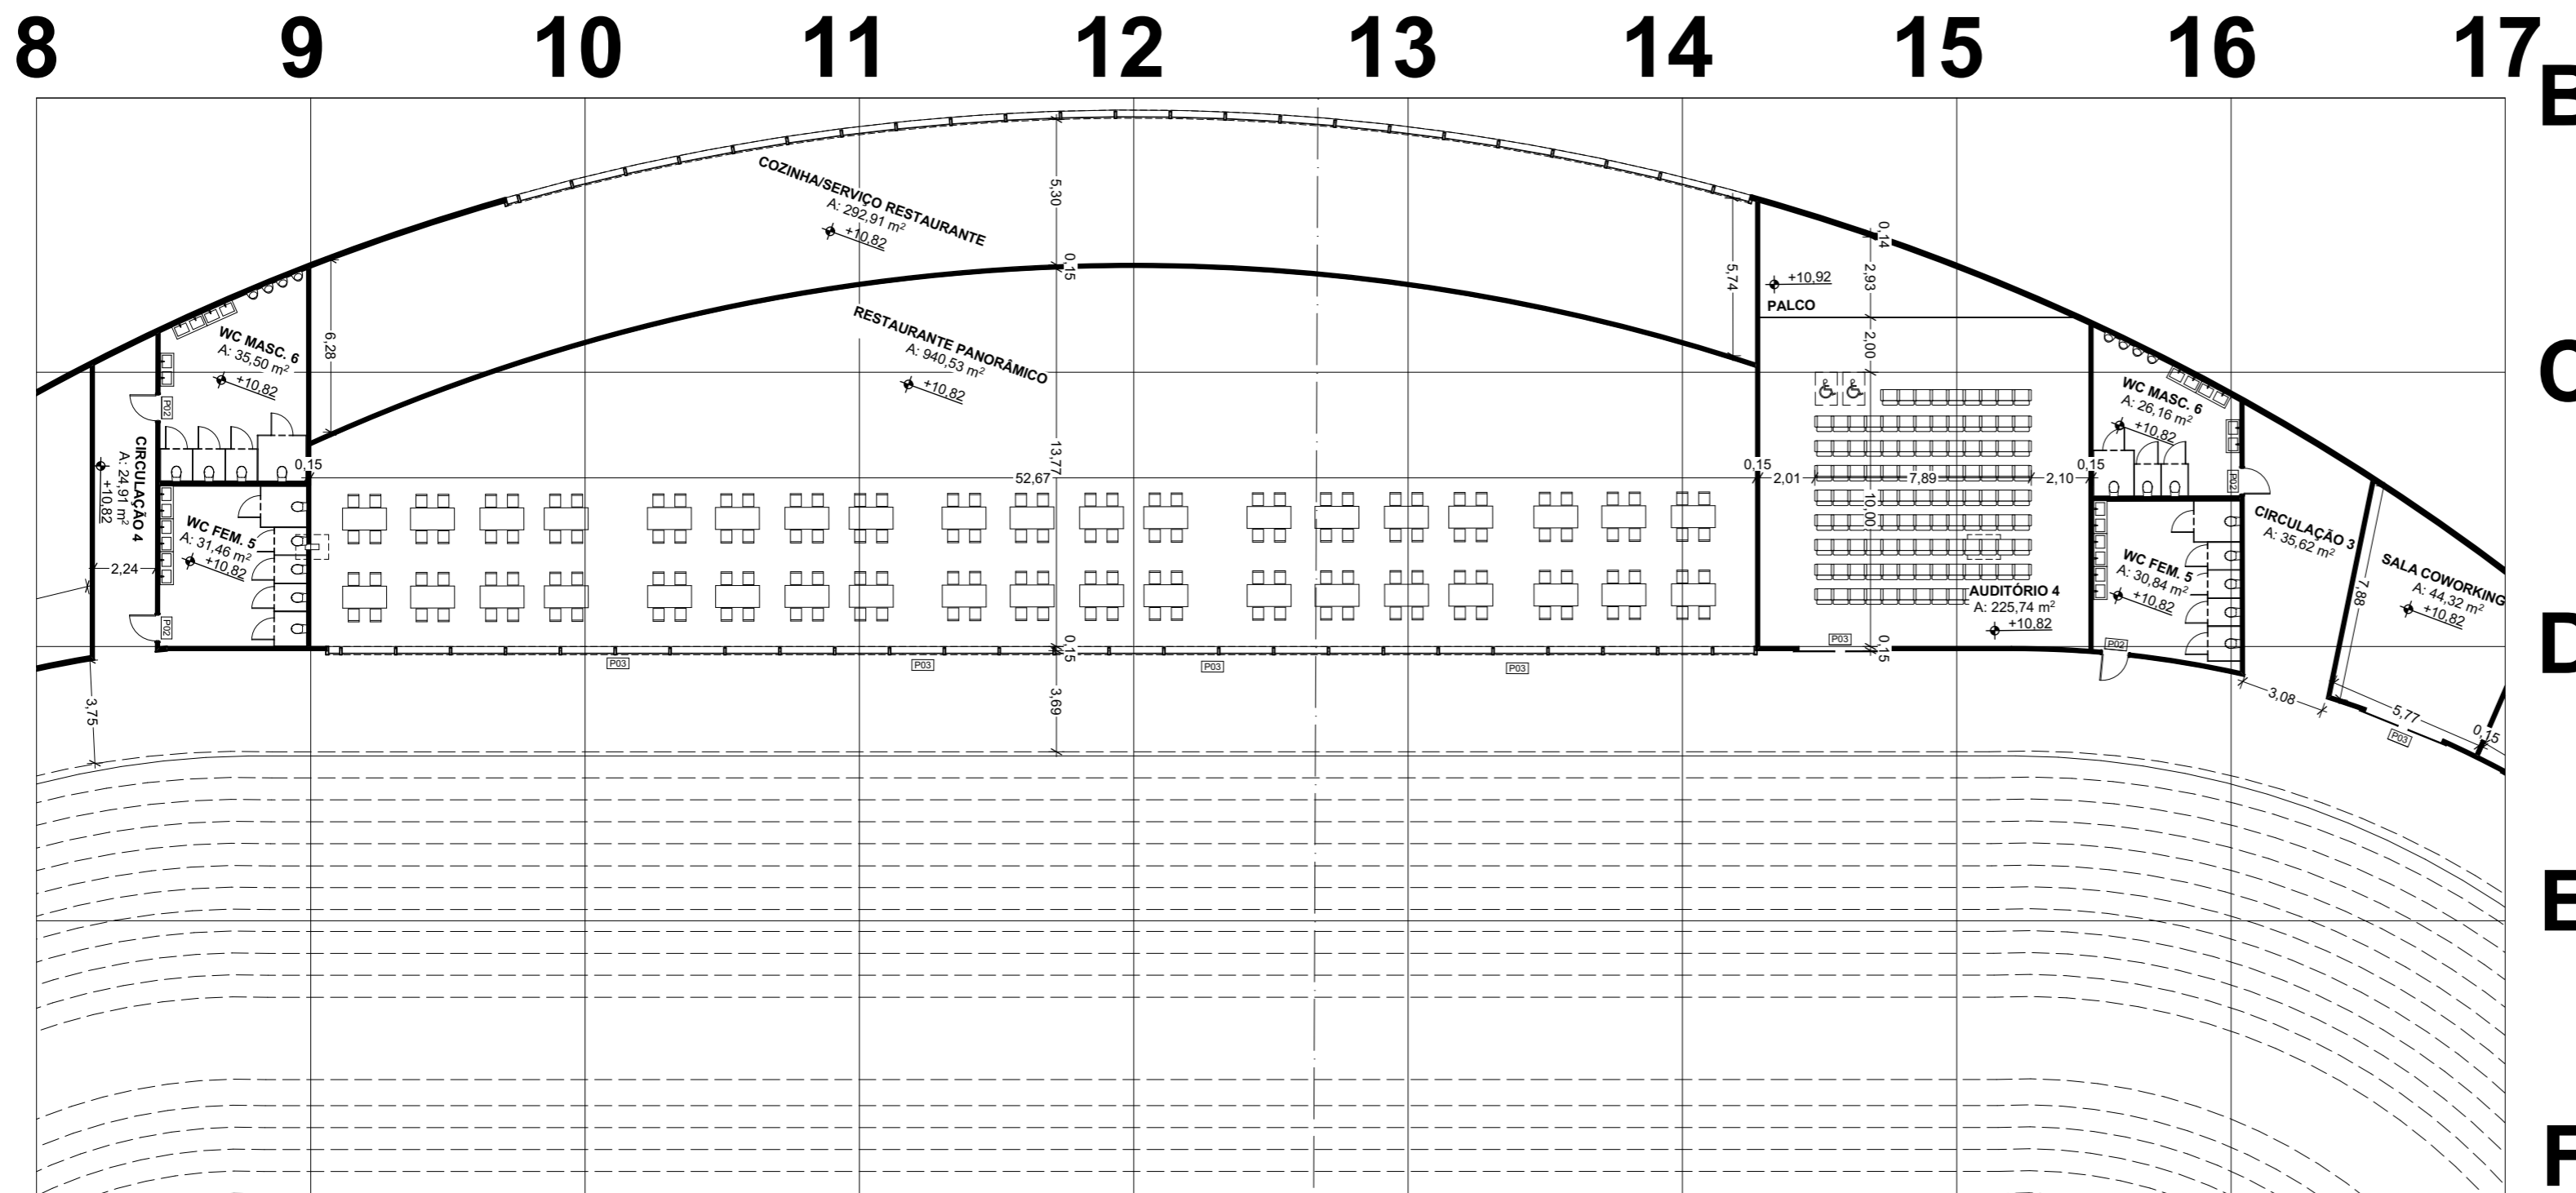 8 9 10 11 12 13 14 15 16 17
B
C
D
E
F
COZINHA/SERVIÇO RESTAURANTE
A: 292,91 m²
+10,82
RESTAURANTE PANORÂMICO
A: 940,53 m²
+10,82
WC MASC. 6
A: 35,50 m²
+10,82
CIRCULAÇÃO 4
A: 24,91 m²
+10,82
WC FEM. 5
A: 31,46 m²
+10,82
P02
P02
2,24
3,75
6,28
0,15
5,30
0,15
13,77
52,67
0,15
3,69
P03
P03
P03
P03
5,74
0,15
+10,92
PALCO
0,14
2,93
2,00
2,01
7,89
2,10
10,00
0,15
AUDITÓRIO 4
A: 225,74 m²
+10,82
P03
0,15
WC MASC. 6
A: 26,16 m²
+10,82
P02
WC FEM. 5
A: 30,84 m²
+10,82
P02
CIRCULAÇÃO 3
A: 35,62 m²
3,08
7,88
SALA COWORKING
A: 44,32 m²
+10,82
5,77
0,15
P03